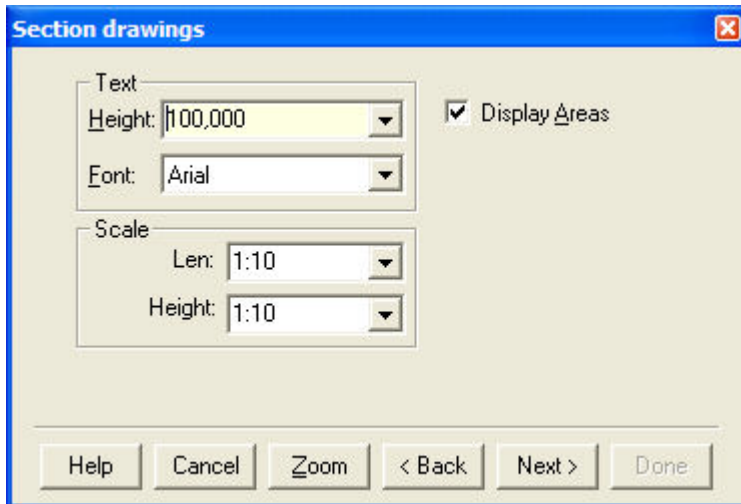 Section drawings
Text
Height: 100,000
Display Areas
Font: Arial
Scale
Len: 1:10
Height: 1:10
Help Cancel Zoom < Back Next > Done